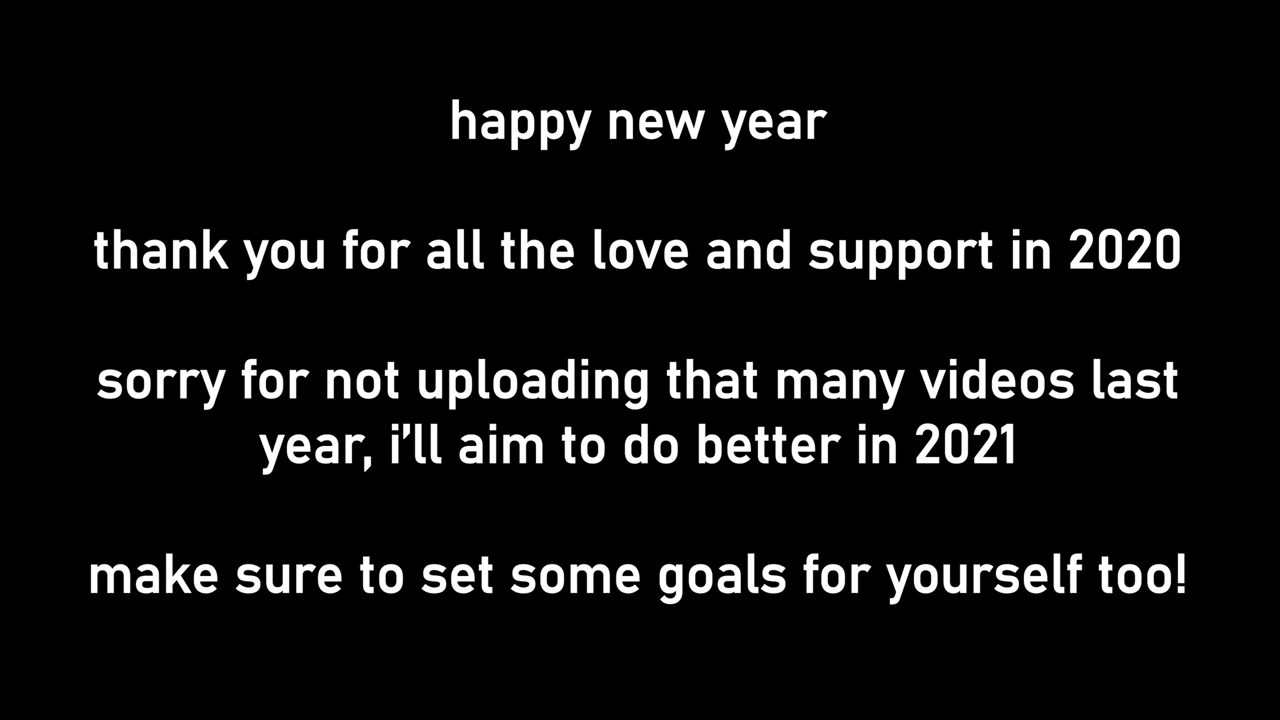 happy new year
thank you for all the love and support in 2020
sorry for not uploading that many videos last
year, i’ll aim to do better in 2021
make sure to set some goals for yourself too!